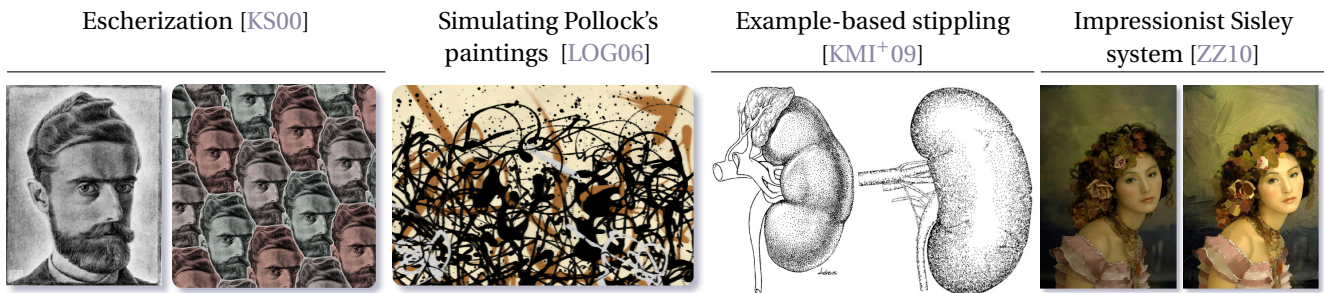 Escherization [KS00]
Simulating Pollock's
paintings [LOG06]
Example-based stippling
[KMI+09]
Impressionist Sisley
system [ZZ10]